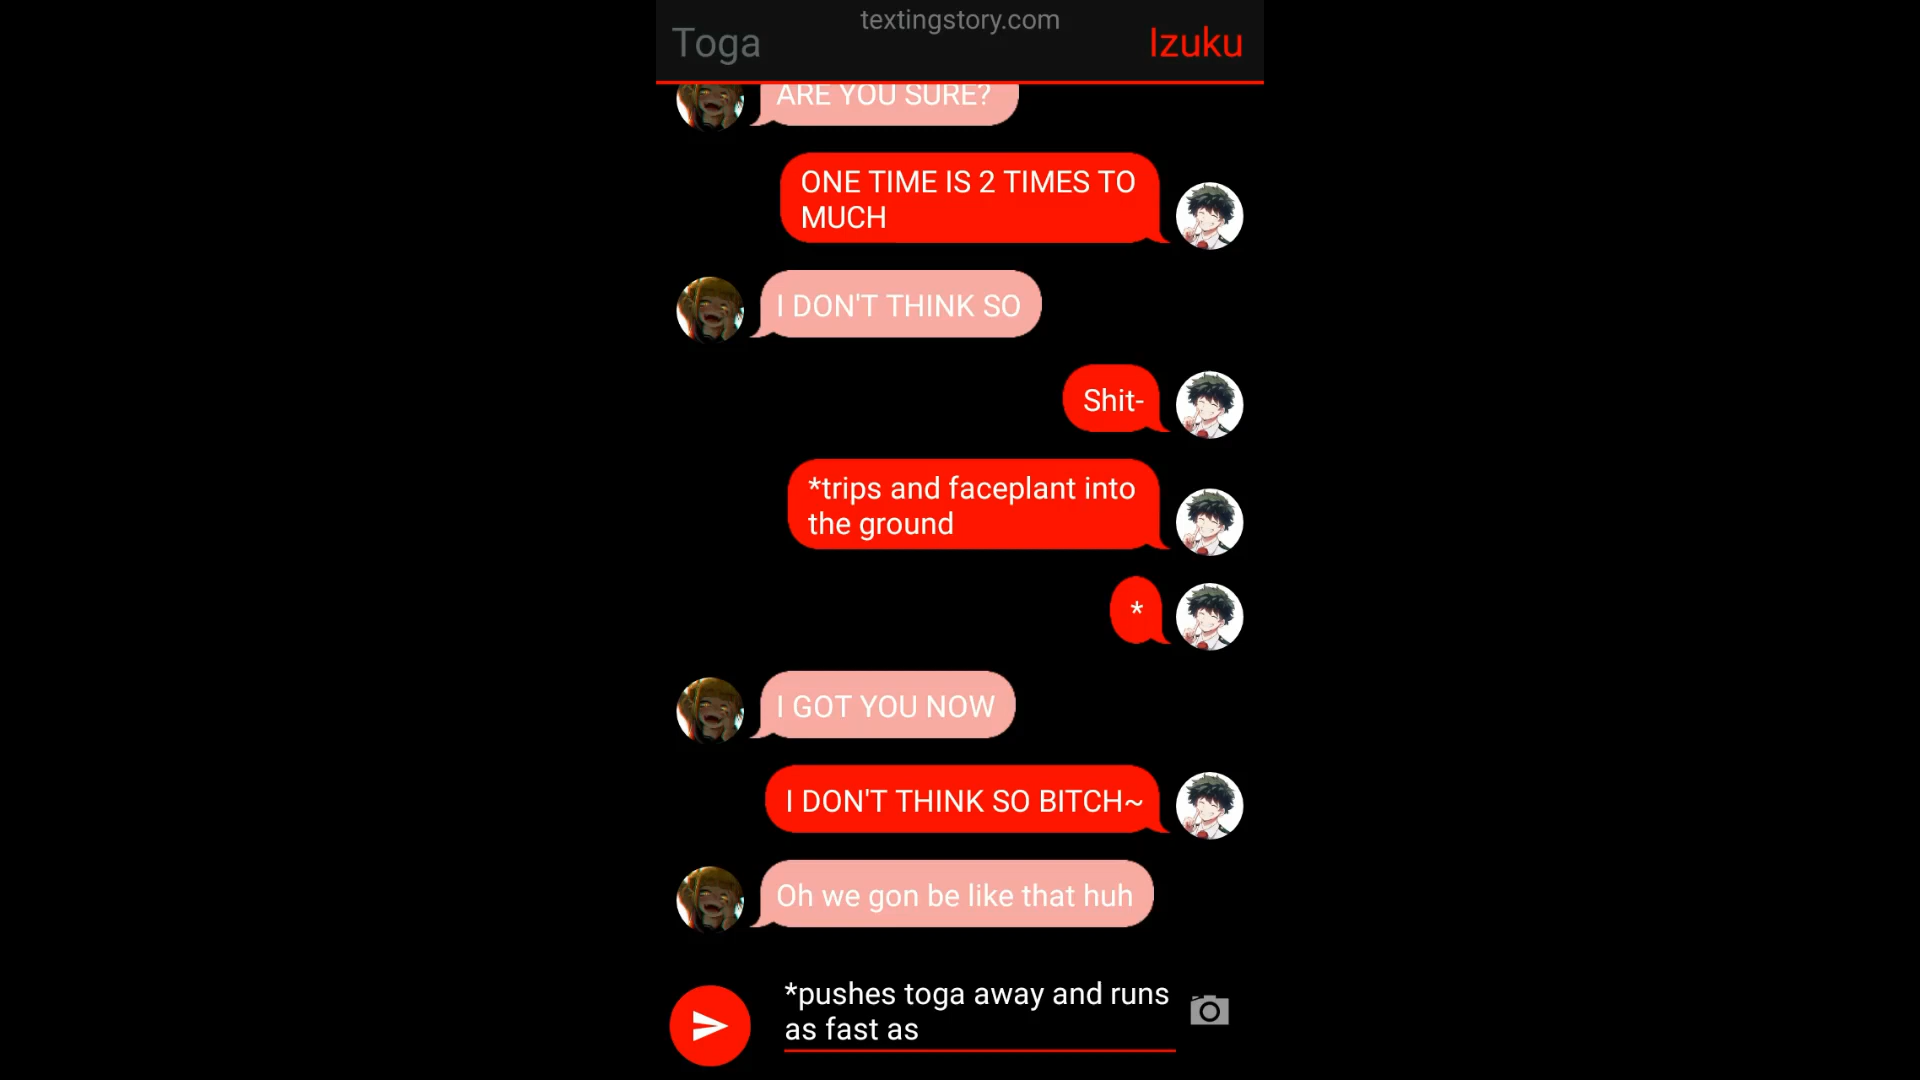 textingstory.com
Toga
Izuku
ARE YOU SURE?
ONE TIME IS 2 TIMES TO
MUCH
I DON'T THINK SO
Shit-
*trips and faceplant into
the ground
*
I GOT YOU NOW
I DON'T THINK SO BITCH~
Oh we gon be like that huh
*pushes toga away and runs
as fast as